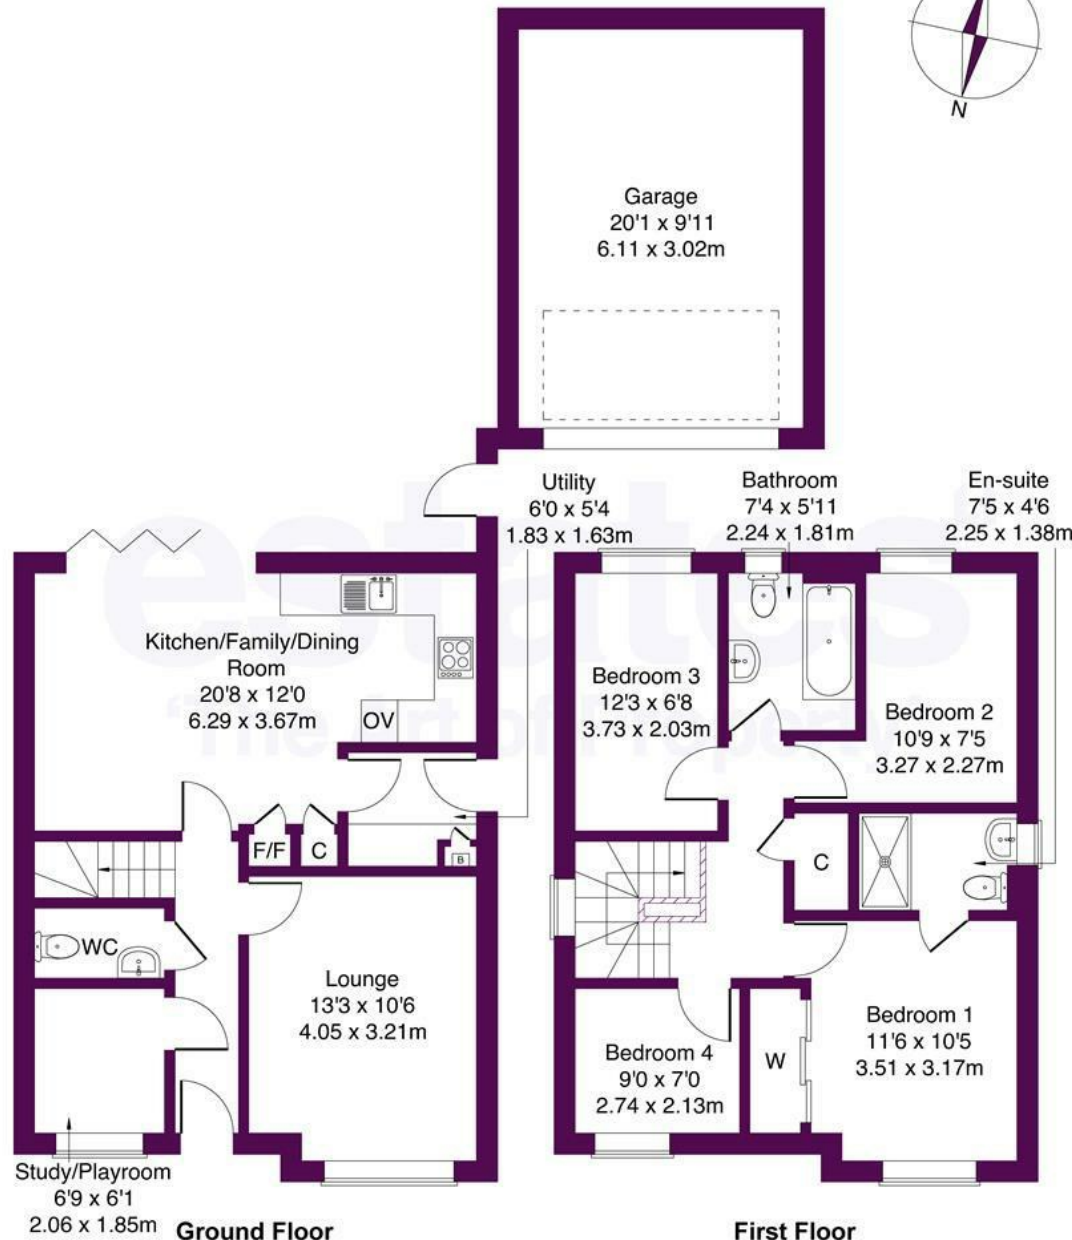 N
Garage
20'1 x 9'11
6.11 x 3.02m
Utility
6'0 x 5'4
1.83 x 1.63m
Bathroom
7'4 x 5'11
2.24 x 1.81m
En-suite
7'5 x 4'6
2.25 x 1.38m
estates
'The Art of Property'
Kitchen/Family/Dining
Room
20'8 x 12'0
6.29 x 3.67m
OV
F/F
C
B
WC
Lounge
13'3 x 10'6
4.05 x 3.21m
Study/Playroom
6'9 x 6'1
2.06 x 1.85m
Ground Floor
Bedroom 3
12'3 x 6'8
3.73 x 2.03m
Bedroom 2
10'9 x 7'5
3.27 x 2.27m
C
Bedroom 1
11'6 x 10'5
3.51 x 3.17m
W
Bedroom 4
9'0 x 7'0
2.74 x 2.13m
First Floor